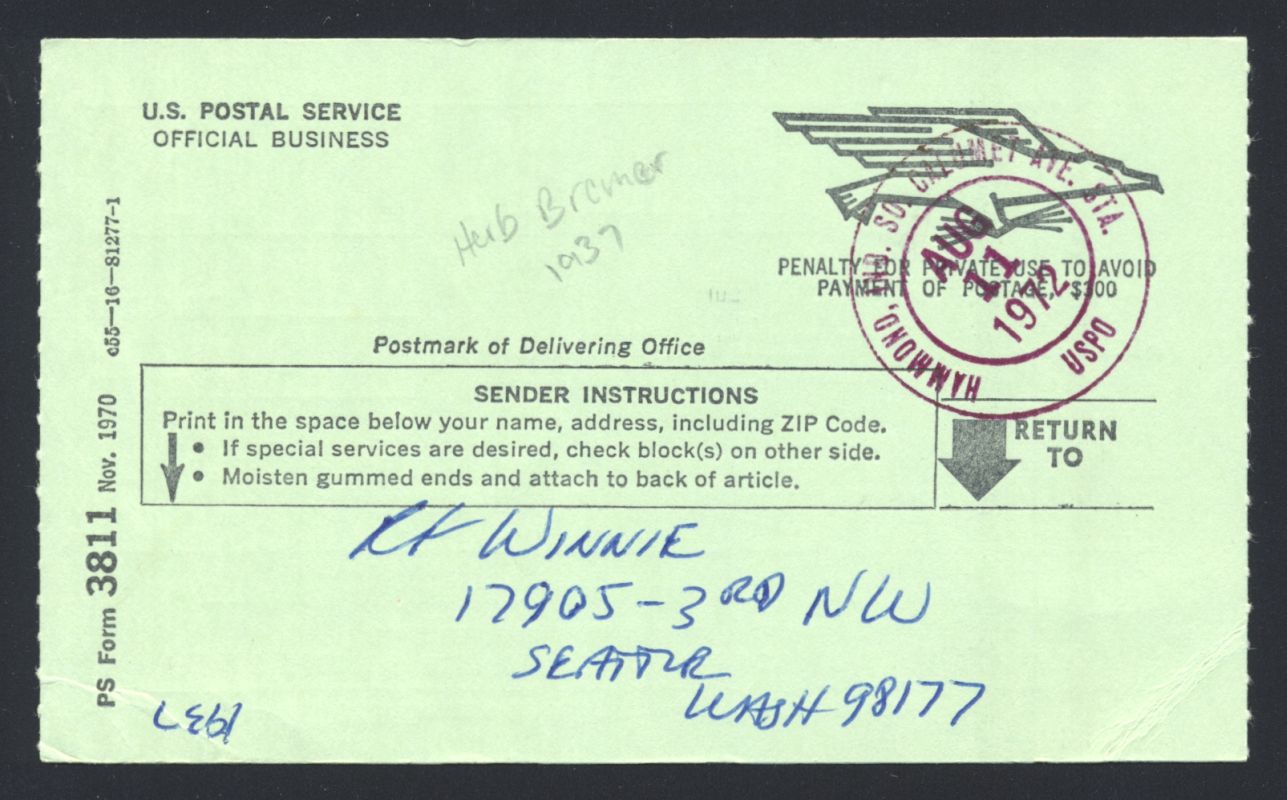 U.S. POSTAL SERVICE
OFFICIAL BUSINESS
Herb Bremer
1937
HAMMOND, IND. SO. CALUMET AVE. STA.
AUG
11
1972
USPO
PENALTY FOR PRIVATE USE TO AVOID
PAYMENT OF POSTAGE, $300
Postmark of Delivering Office
SENDER INSTRUCTIONS
Print in the space below your name, address, including ZIP Code.
• If special services are desired, check block(s) on other side.
• Moisten gummed ends and attach to back of article.
RETURN
TO
PS Form 3811 Nov. 1970 c55—16—81277-1
WINNIE
17905-3RD NW
SEATTLE
WASH 98177
1937